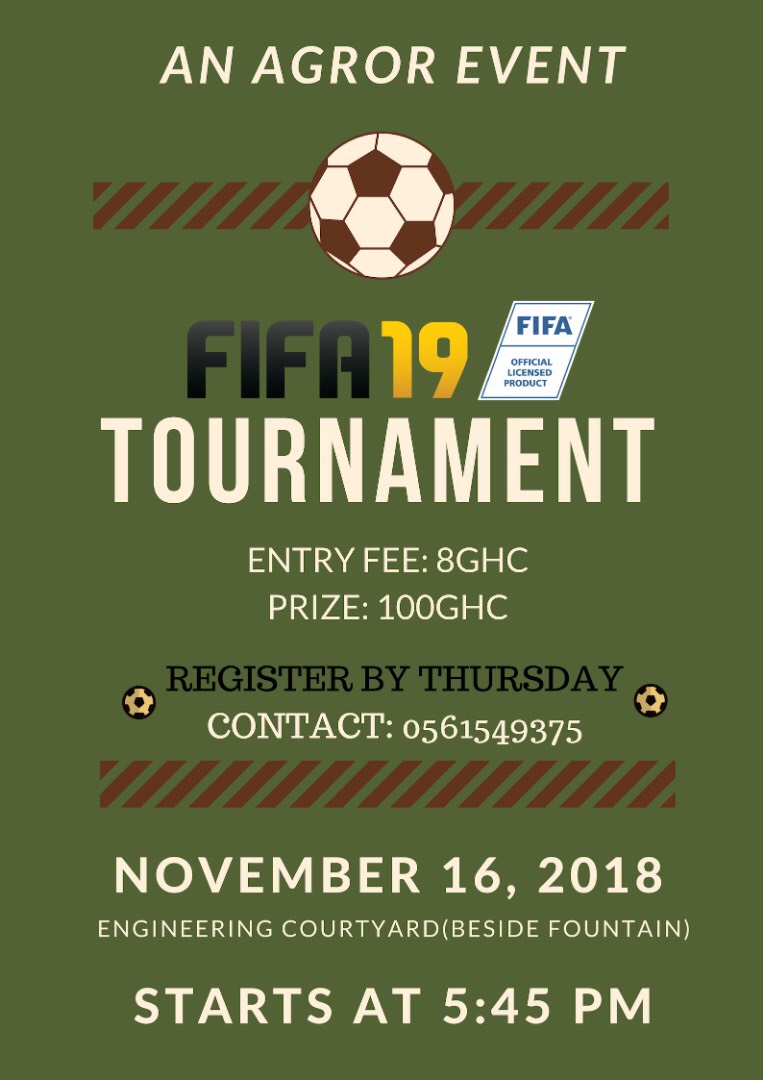 AN AGROR EVENT
FIFA 19
FIFA
OFFICIAL
LICENSED
PRODUCT
TOURNAMENT
ENTRY FEE: 8GHC
PRIZE: 100GHC
REGISTER BY THURSDAY
CONTACT: 0561549375
NOVEMBER 16, 2018
ENGINEERING COURTYARD(BESIDE FOUNTAIN)
STARTS AT 5:45 PM